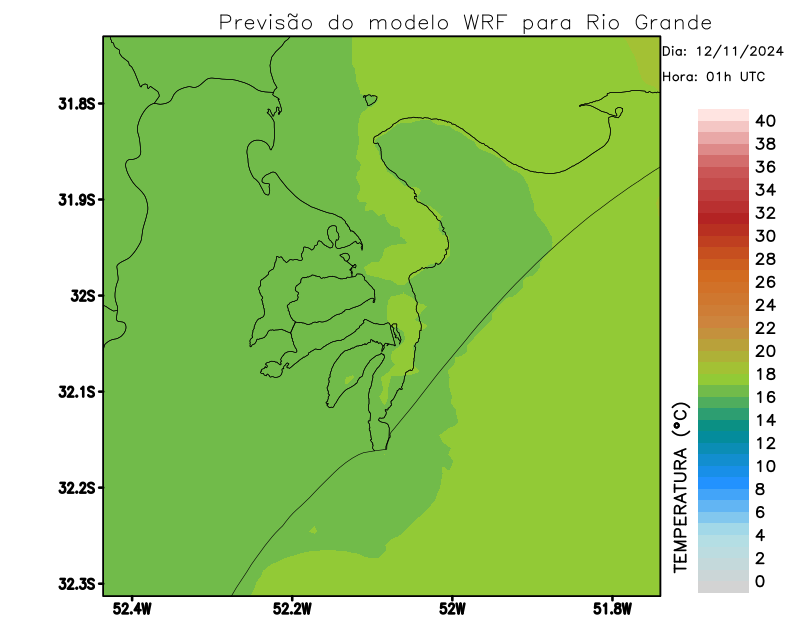 Previsão do modelo WRF para Rio Grande
Dia: 12/11/2024
Hora: 01h UTC
31.8S
31.9S
32S
32.1S
32.2S
32.3S
52.4W
52.2W
52W
51.8W
TEMPERATURA (°C)
40
38
36
34
32
30
28
26
24
22
20
18
16
14
12
10
8
6
4
2
0